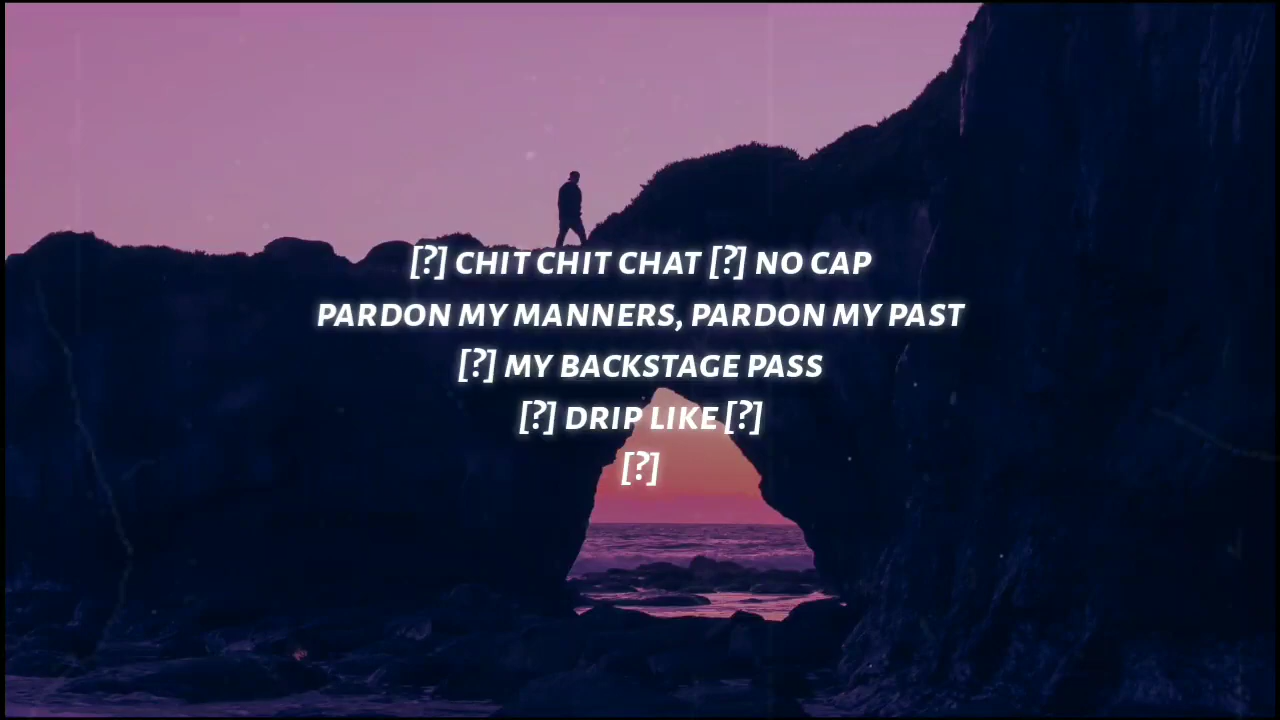 [?] CHIT CHIT CHAT [?] NO CAP
PARDON MY MANNERS, PARDON MY PAST
[?] MY BACKSTAGE PASS
[?] DRIP LIKE [?]
[?]